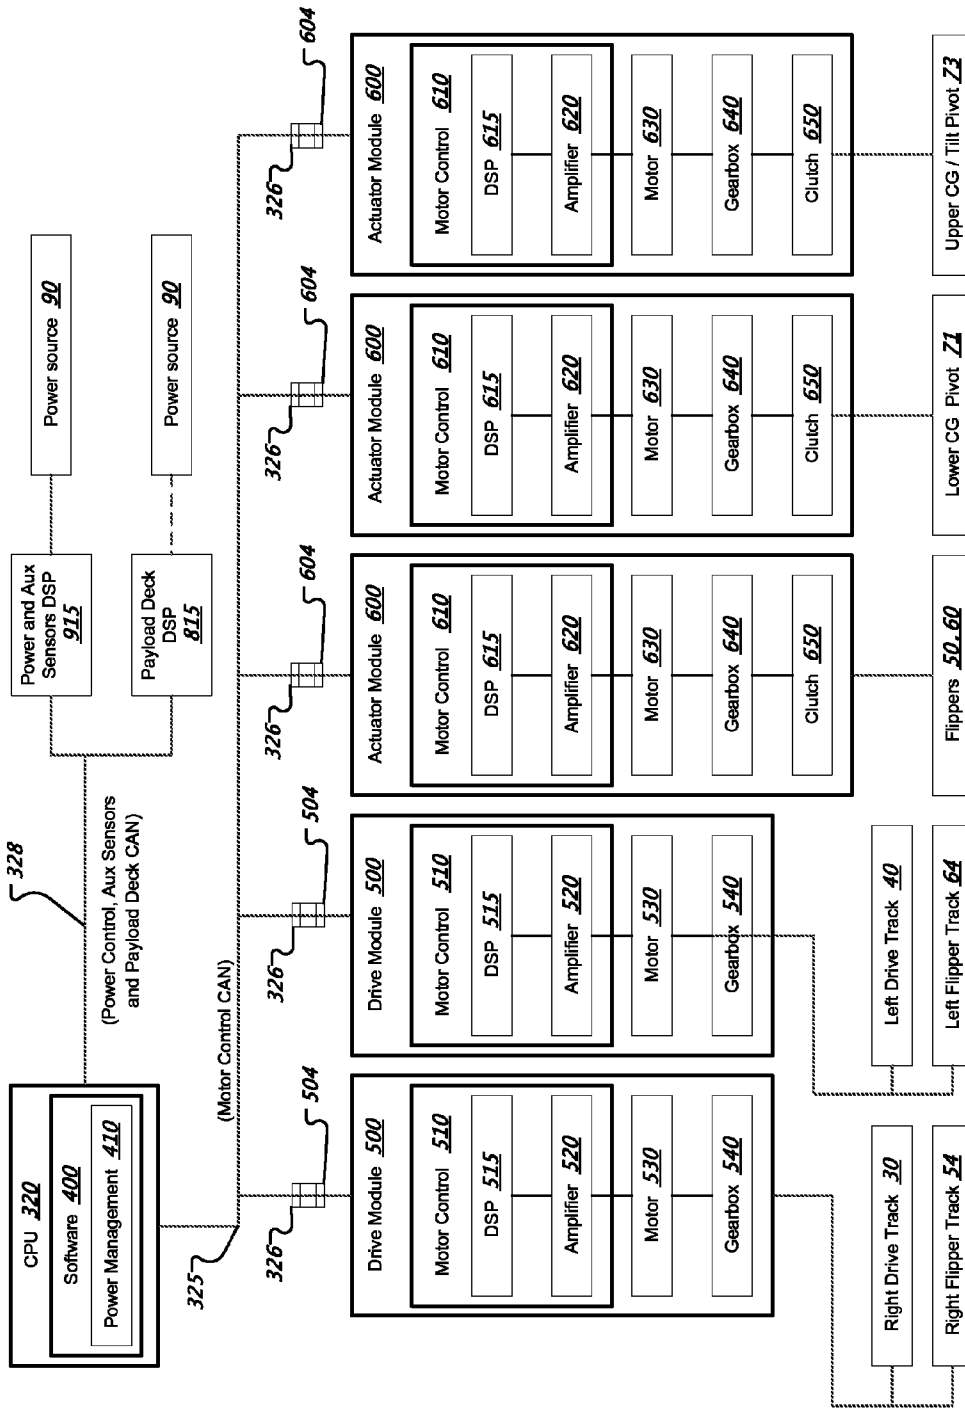 CPU 320
Software 400
Power Management 410
328
(Power Control, Aux Sensors
and Payload Deck CAN)
Power and Aux
Sensors DSP
915
Power source 90
Payload Deck
DSP
815
Power source 90
325
(Motor Control CAN)
326
504
326
504
326
604
326
604
326
604
Drive Module 500
Motor Control 510
DSP 515
Amplifier 520
Motor 530
Gearbox 540
Drive Module 500
Motor Control 510
DSP 515
Amplifier 520
Motor 530
Gearbox 540
Actuator Module 600
Motor Control 610
DSP 615
Amplifier 620
Motor 630
Gearbox 640
Clutch 650
Actuator Module 600
Motor Control 610
DSP 615
Amplifier 620
Motor 630
Gearbox 640
Clutch 650
Actuator Module 600
Motor Control 610
DSP 615
Amplifier 620
Motor 630
Gearbox 640
Clutch 650
Right Drive Track 30
Right Flipper Track 54
Left Drive Track 40
Left Flipper Track 64
Flippers 50, 60
Lower CG Pivot 71
Upper CG / Tilt Pivot 73